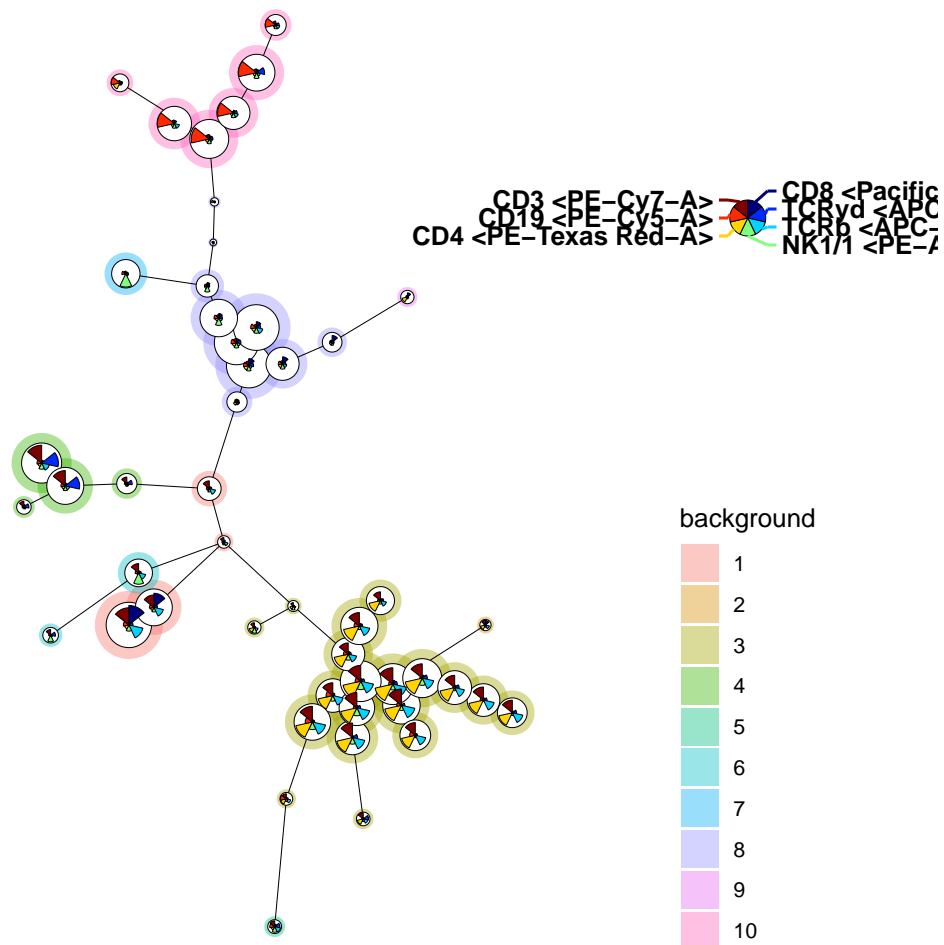 CD3 <PE−Cy7−A>
CD19 <PE−Cy5−A>
CD4 <PE−Texas Red−A>
CD8 <Pacific
TCRyd <APC
TCRb <APC−
NK1/1 <PE−A
background
1
2
3
4
5
6
7
8
9
10